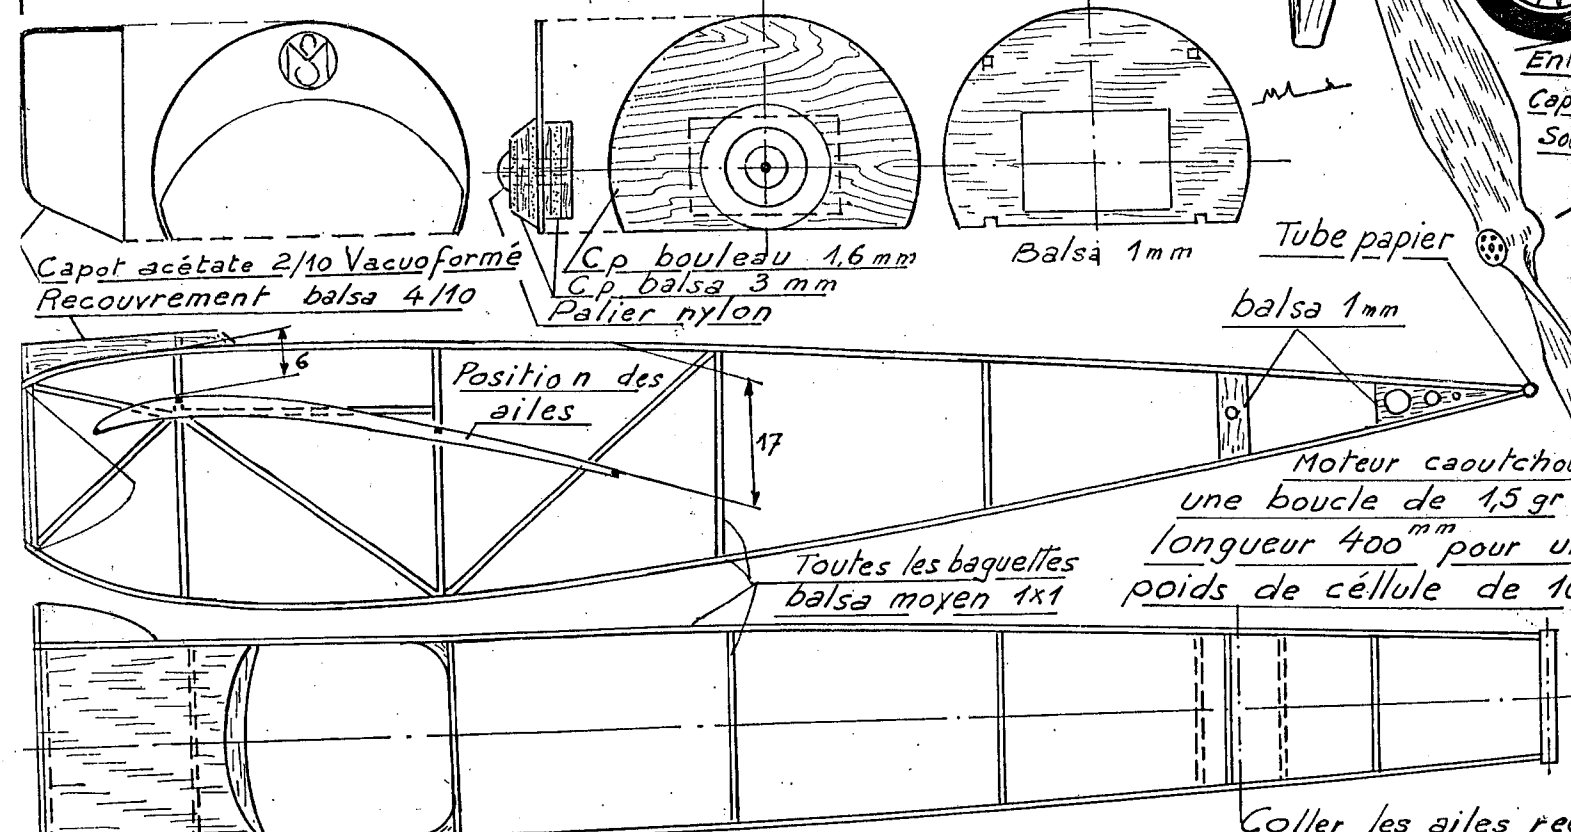 Capot acétate 2/10 Vacuoformé
Recouvrement balsa 4/10
Cp bouleau 1,6 mm
Cp balsa 3 mm
Palier nylon
Balsa 1mm
Tube papier
balsa 1mm
6
Position des
ailes
17
Moteur
une boucle de 1,5 gr
longueur 400 mm pour
poids de céllule de
Toutes les baguettes
balsa moyen 1x1
Coller les ailes